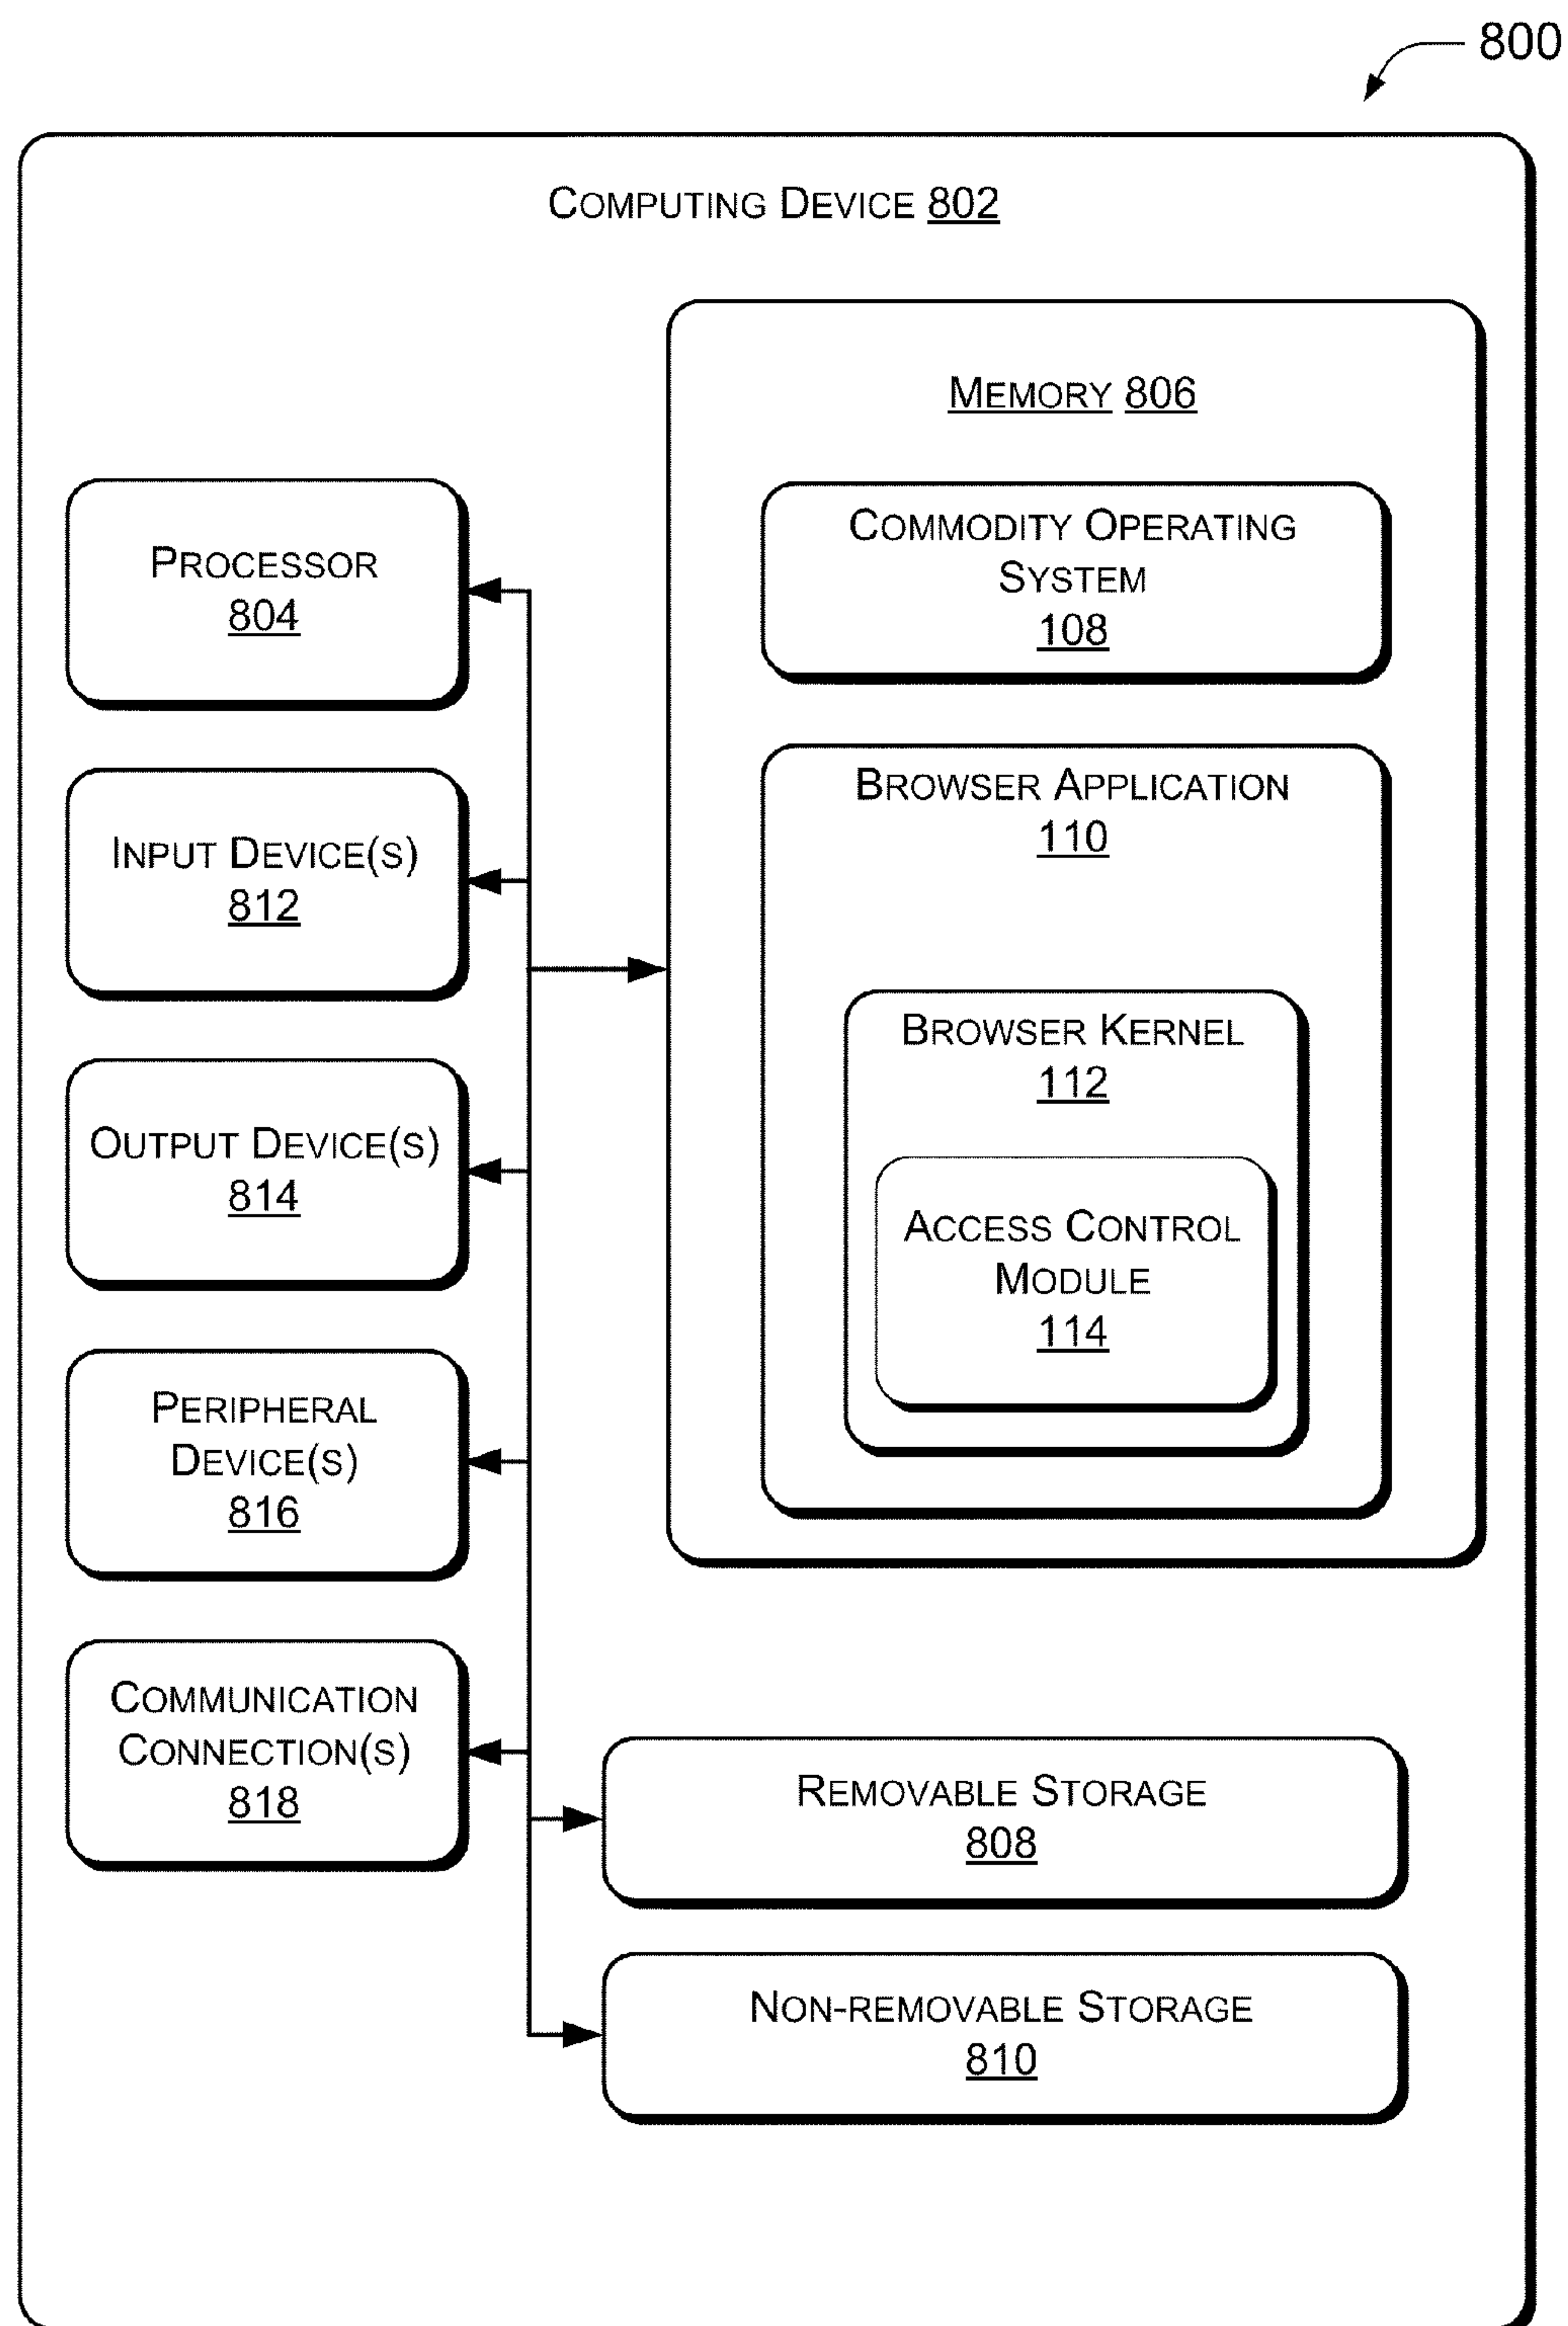 800
COMPUTING DEVICE 802
MEMORY 806
COMMODITY OPERATING
SYSTEM
108
BROWSER APPLICATION
110
BROWSER KERNEL
112
ACCESS CONTROL
MODULE
114
PROCESSOR
804
INPUT DEVICE(S)
812
OUTPUT DEVICE(S)
814
PERIPHERAL
DEVICE(S)
816
COMMUNICATION
CONNECTION(S)
818
REMOVABLE STORAGE
808
NON-REMOVABLE STORAGE
810